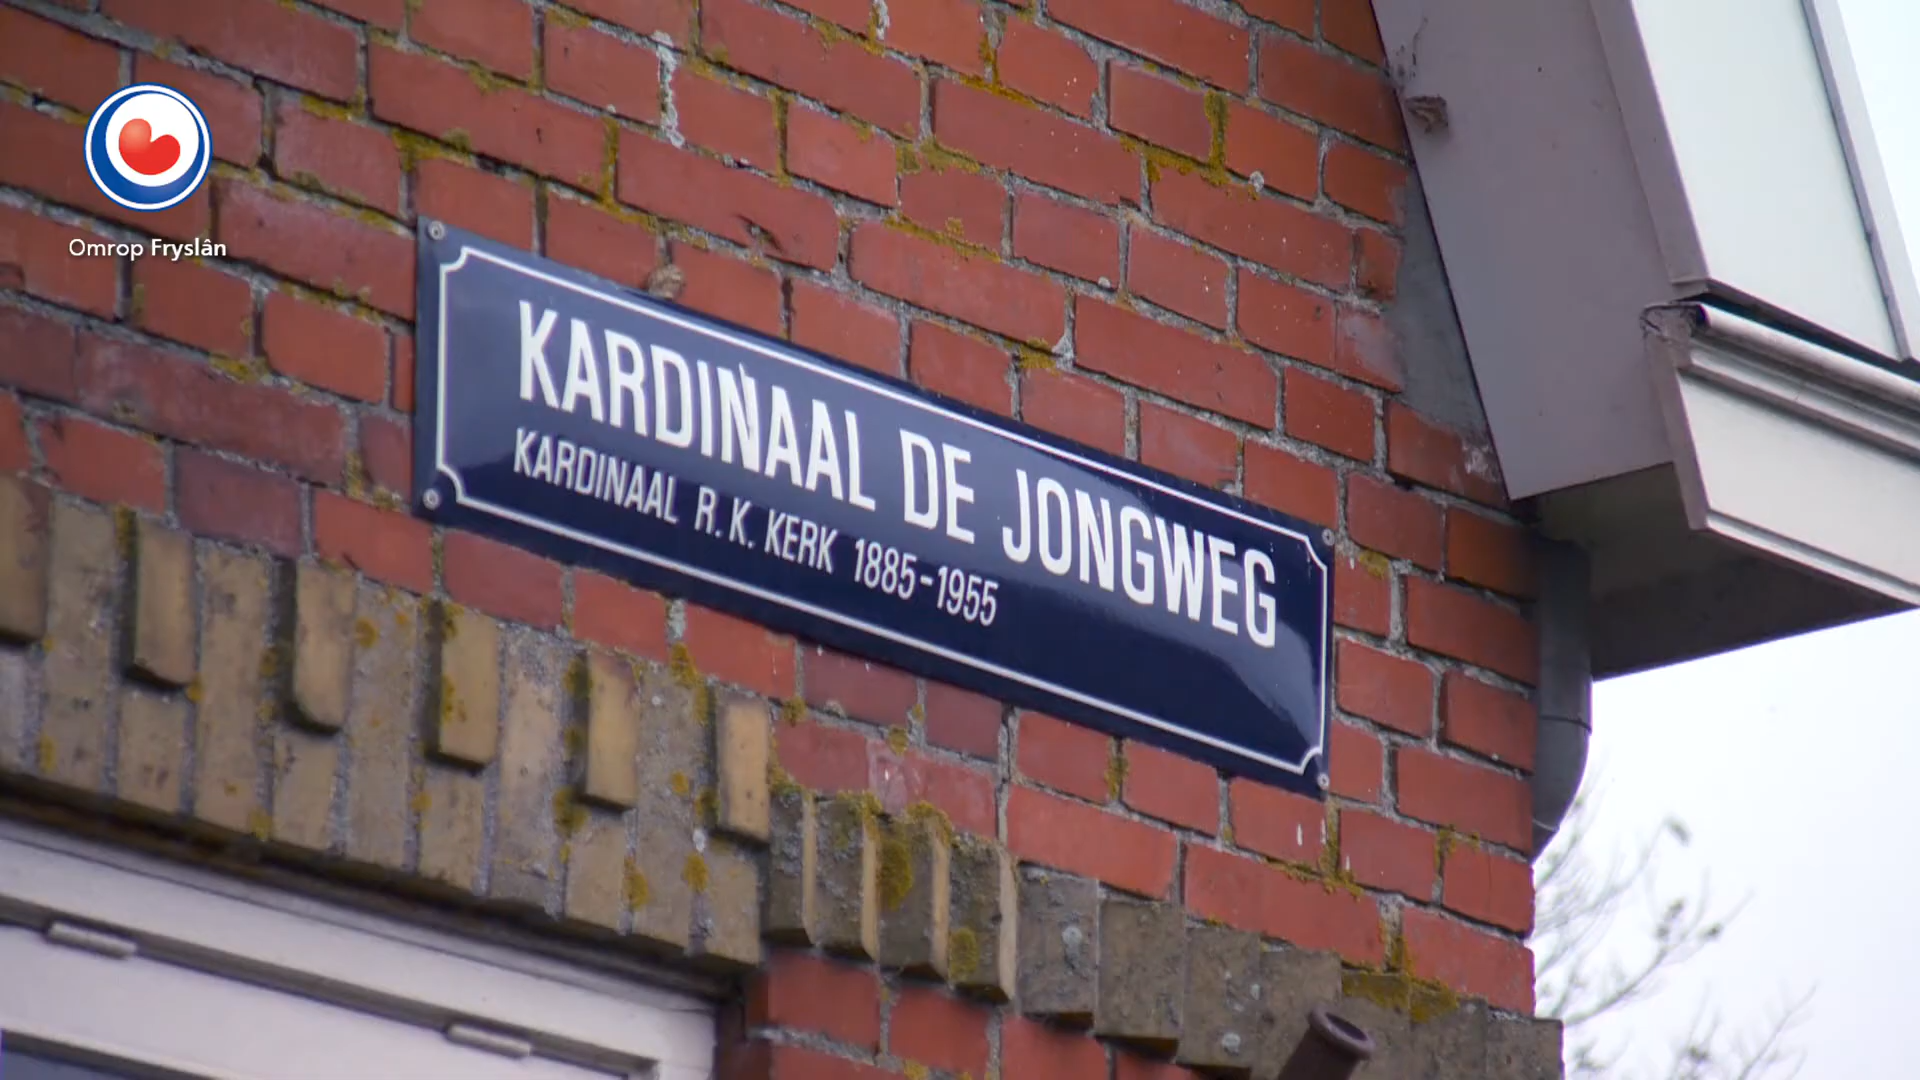 Omrop Fryslân
KARDINAAL DE JONGWEG
KARDINAAL R.K. KERK 1885-1955